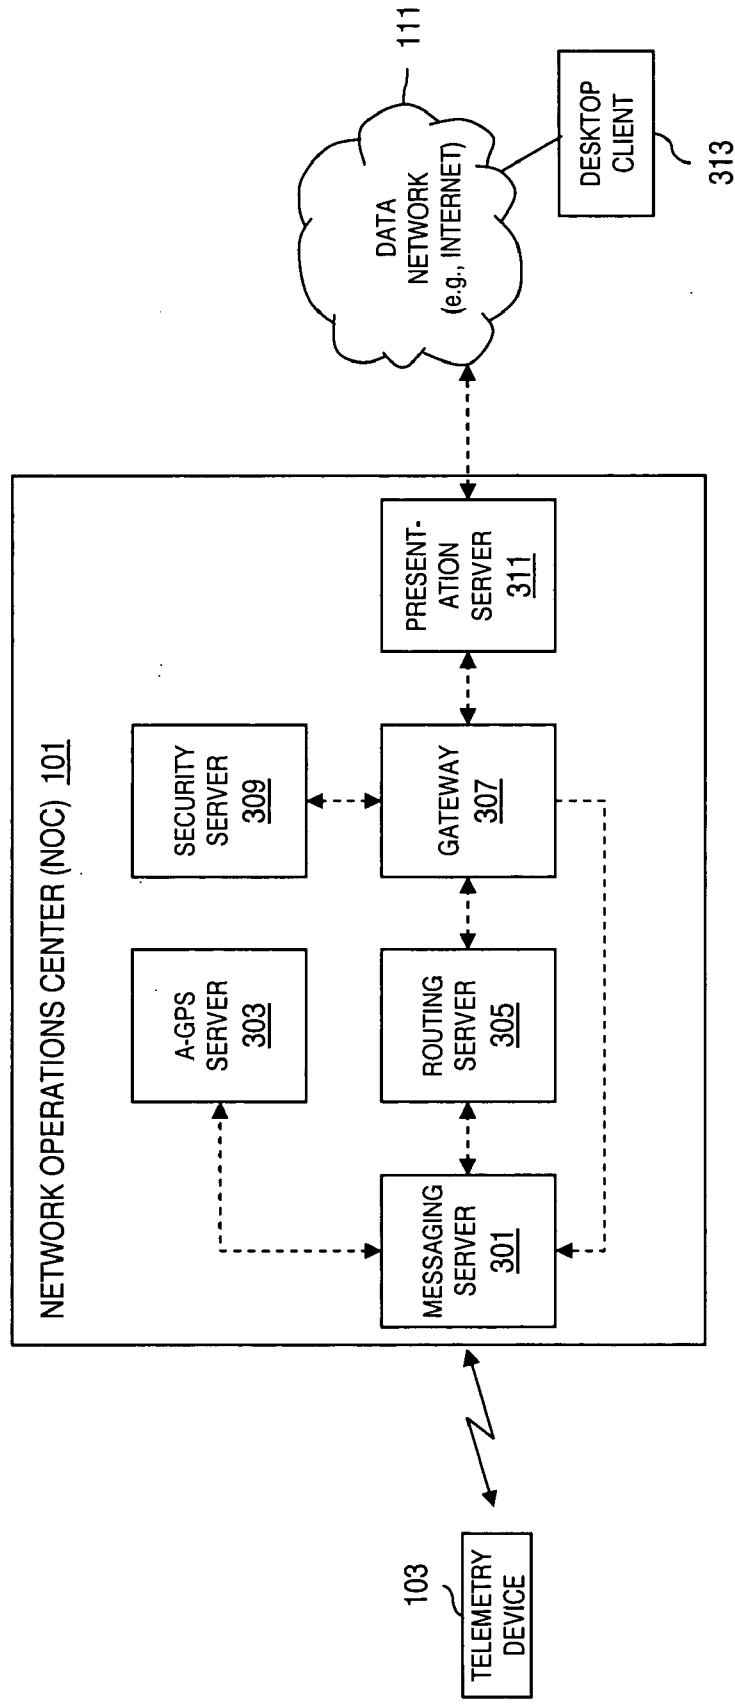 NETWORK OPERATIONS CENTER (NOC) 101
A-GPS
SERVER
303
SECURITY
SERVER
309
103
TELEMETRY
DEVICE
MESSAGING
SERVER
301
ROUTING
SERVER
305
GATEWAY
307
PRESENT-
ATION
SERVER
311
DATA
NETWORK
(e.g., INTERNET)
111
DESKTOP
CLIENT
313